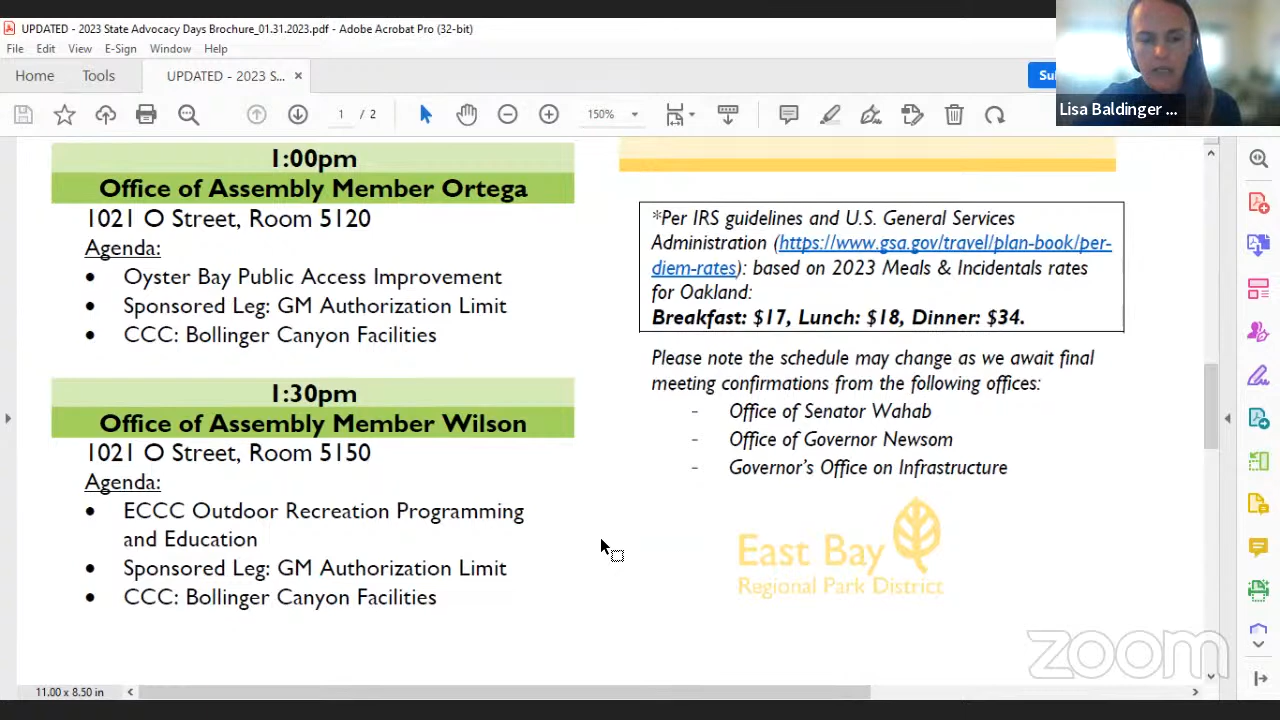 UPDATED - 2023 State Advocacy Days Brochure_01.31.2023.pdf - Adobe Acrobat Pro (32-bit)
File Edit View E-Sign Window Help
Home Tools UPDATED - 2023 S... ×
1 / 2 150%
Lisa Baldinger ...
1:00pm
Office of Assembly Member Ortega
1021 O Street, Room 5120
Agenda:
• Oyster Bay Public Access Improvement
• Sponsored Leg: GM Authorization Limit
• CCC: Bollinger Canyon Facilities
1:30pm
Office of Assembly Member Wilson
1021 O Street, Room 5150
Agenda:
• ECCC Outdoor Recreation Programming
and Education
• Sponsored Leg: GM Authorization Limit
• CCC: Bollinger Canyon Facilities
*Per IRS guidelines and U.S. General Services
Administration (https://www.gsa.gov/travel/plan-book/per-
diem-rates): based on 2023 Meals & Incidentals rates
for Oakland:
Breakfast: $17, Lunch: $18, Dinner: $34.
Please note the schedule may change as we await final
meeting confirmations from the following offices:
- Office of Senator Wahab
- Office of Governor Newsom
- Governor's Office on Infrastructure
East Bay
Regional Park District
zoom
11.00 x 8.50 in